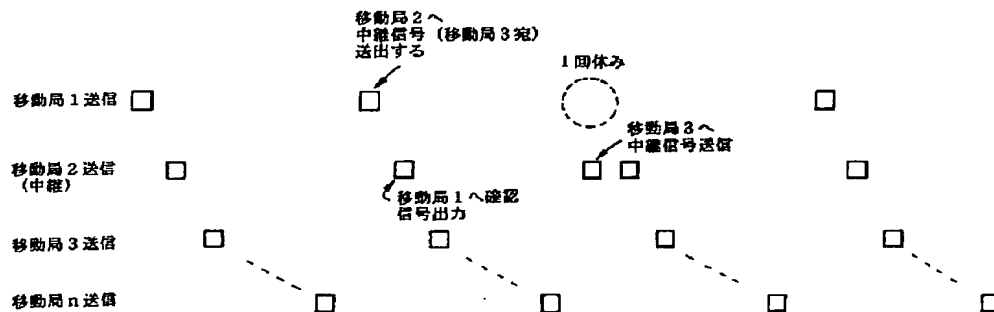 移動局2へ
中継信号（移動局3宛）
送出する
1回休み
移動局1送信
移動局3へ
中継信号送信
移動局2送信
（中継）
移動局1へ確認
信号出力
移動局3送信
移動局n送信